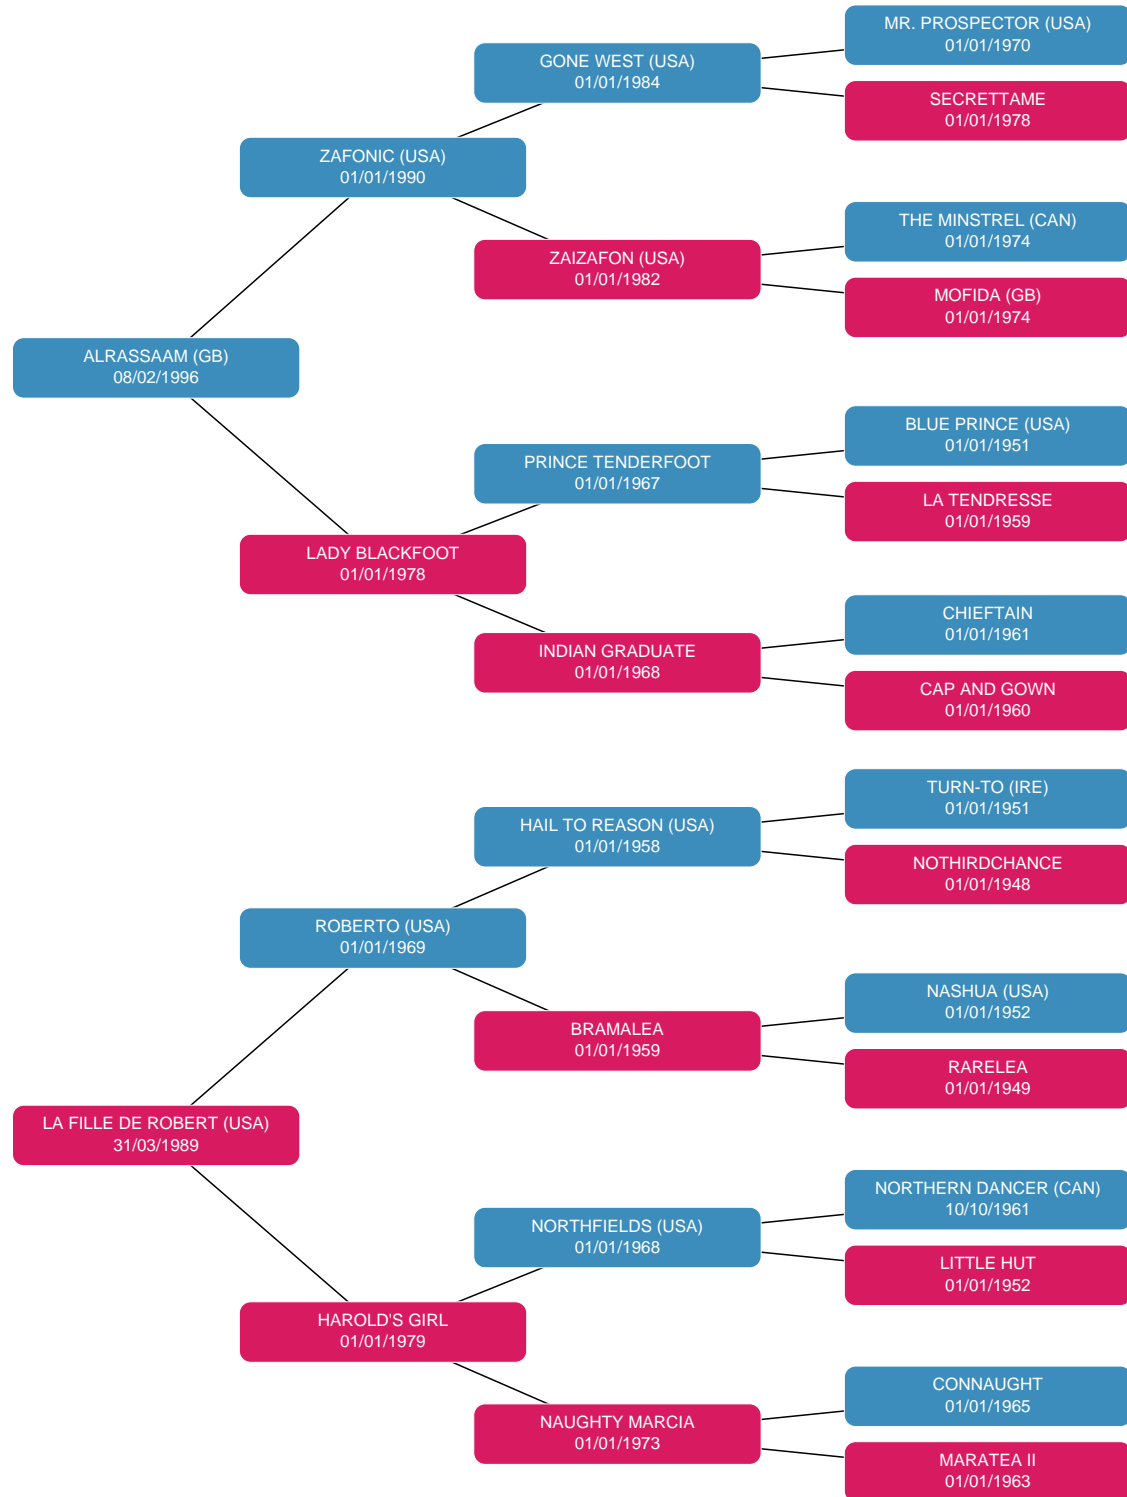 MR. PROSPECTOR (USA)
01/01/1970
GONE WEST (USA)
01/01/1984
SECRETTAME
01/01/1978
ZAFONIC (USA)
01/01/1990
THE MINSTREL (CAN)
01/01/1974
ZAIZAFON (USA)
01/01/1982
MOFIDA (GB)
01/01/1974
ALRASSAAM (GB)
08/02/1996
BLUE PRINCE (USA)
01/01/1951
PRINCE TENDERFOOT
01/01/1967
LA TENDRESSE
01/01/1959
LADY BLACKFOOT
01/01/1978
CHIEFTAIN
01/01/1961
INDIAN GRADUATE
01/01/1968
CAP AND GOWN
01/01/1960
TURN-TO (IRE)
01/01/1951
HAIL TO REASON (USA)
01/01/1958
NOTHIRDCHANCE
01/01/1948
ROBERTO (USA)
01/01/1969
NASHUA (USA)
01/01/1952
BRAMALEA
01/01/1959
RARELEA
01/01/1949
LA FILLE DE ROBERT (USA)
31/03/1989
NORTHERN DANCER (CAN)
10/10/1961
NORTHFIELDS (USA)
01/01/1968
LITTLE HUT
01/01/1952
HAROLD'S GIRL
01/01/1979
CONNAUGHT
01/01/1965
NAUGHTY MARCIA
01/01/1973
MARATEA II
01/01/1963